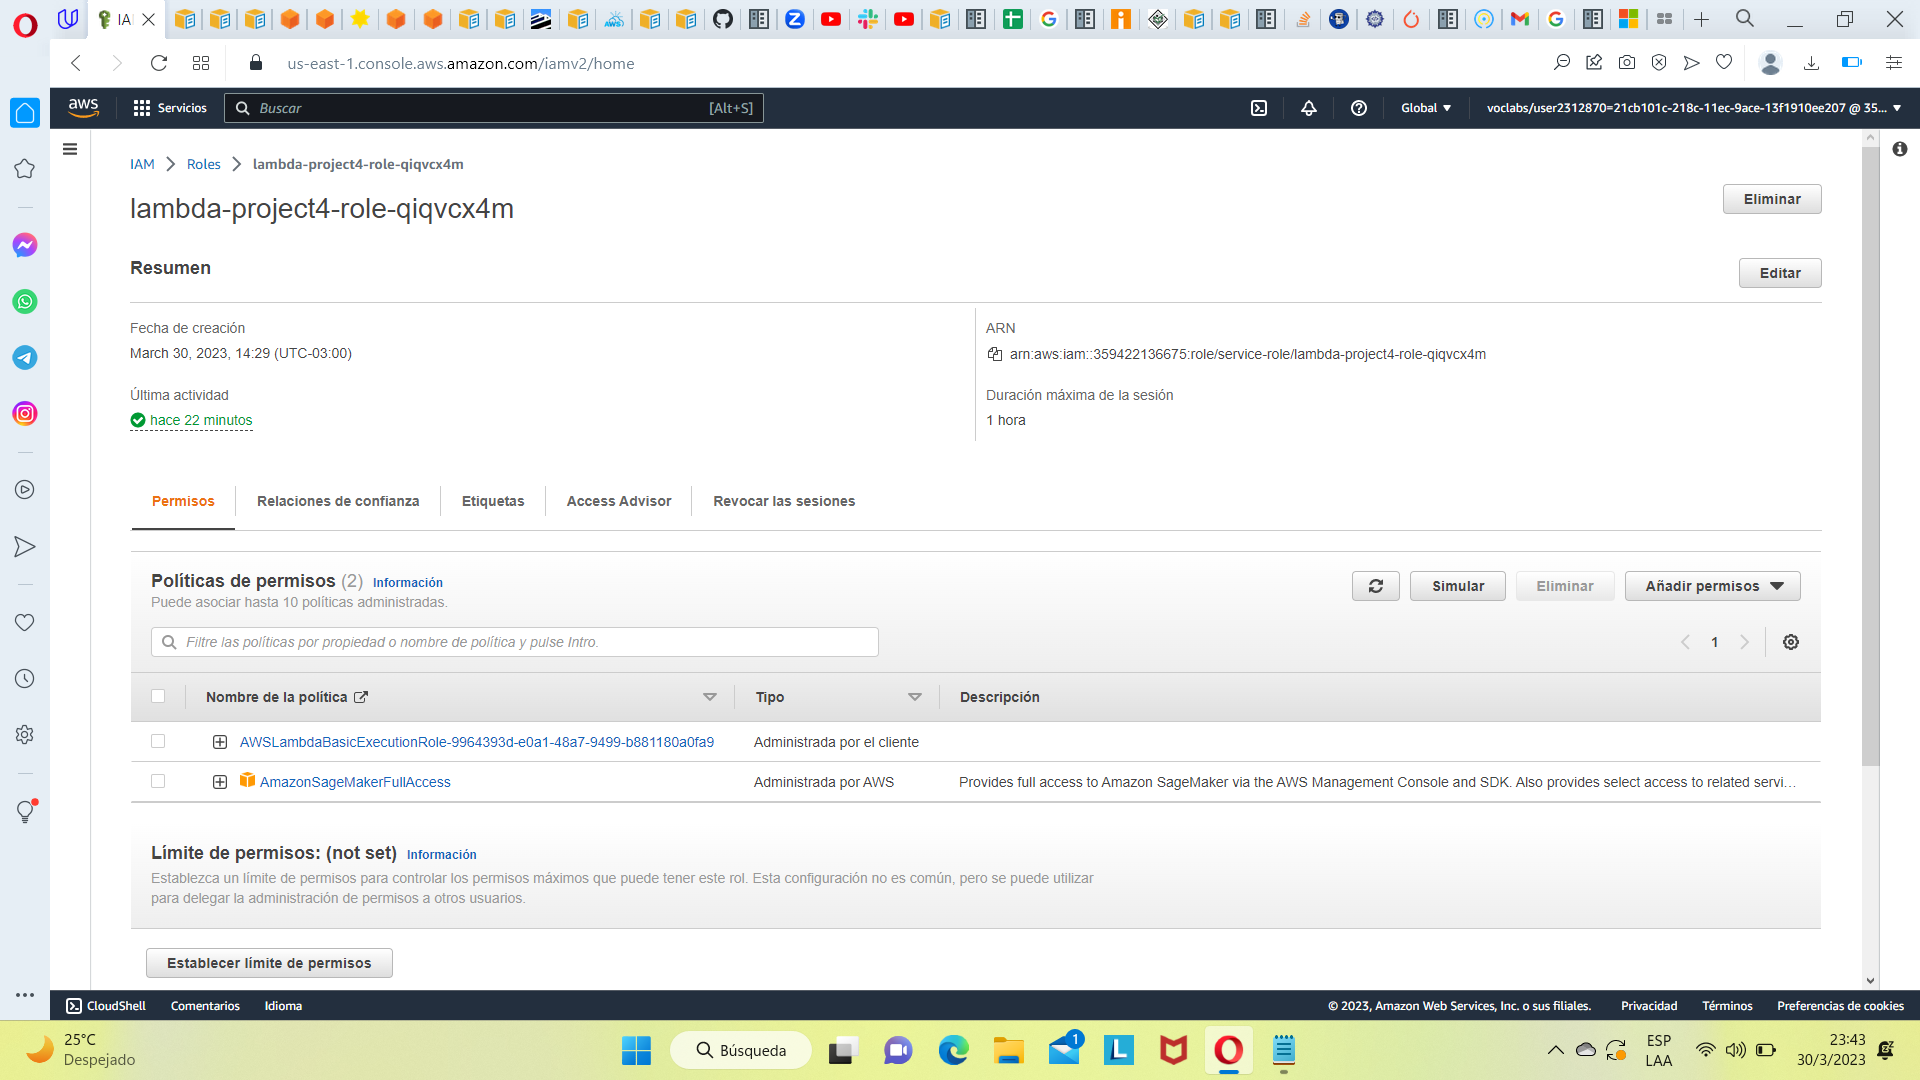 IA
us-east-1.console.aws.amazon.com/iamv2/home
aws
Servicios
Buscar
[Alt+S]
Global
voclabs/user2312870=21cb101c-218c-11ec-9ace-13f1910ee207 @ 35...
IAM
Roles
lambda-project4-role-qiqvcx4m
lambda-project4-role-qiqvcx4m
Eliminar
Resumen
Editar
Fecha de creación
March 30, 2023, 14:29 (UTC-03:00)
ARN
arn:aws:iam::359422136675:role/service-role/lambda-project4-role-qiqvcx4m
Última actividad
hace 22 minutos
Duración máxima de la sesión
1 hora
Permisos
Relaciones de confianza
Etiquetas
Access Advisor
Revocar las sesiones
Políticas de permisos (2) Información
Puede asociar hasta 10 políticas administradas.
Simular
Eliminar
Añadir permisos
Filtre las políticas por propiedad o nombre de política y pulse Intro.
1
Nombre de la política
Tipo
Descripción
AWSLambdaBasicExecutionRole-9964393d-e0a1-48a7-9499-b881180a0fa9
Administrada por el cliente
AmazonSageMakerFullAccess
Administrada por AWS
Provides full access to Amazon SageMaker via the AWS Management Console and SDK. Also provides select access to related servi...
Límite de permisos: (not set) Información
Establezca un límite de permisos para controlar los permisos máximos que puede tener este rol. Esta configuración no es común, pero se puede utilizar
para delegar la administración de permisos a otros usuarios.
Establecer límite de permisos
CloudShell
Comentarios
Idioma
© 2023, Amazon Web Services, Inc. o sus filiales.
Privacidad
Términos
Preferencias de cookies
25°C
Despejado
Búsqueda
1
ESP
LAA
23:43
30/3/2023